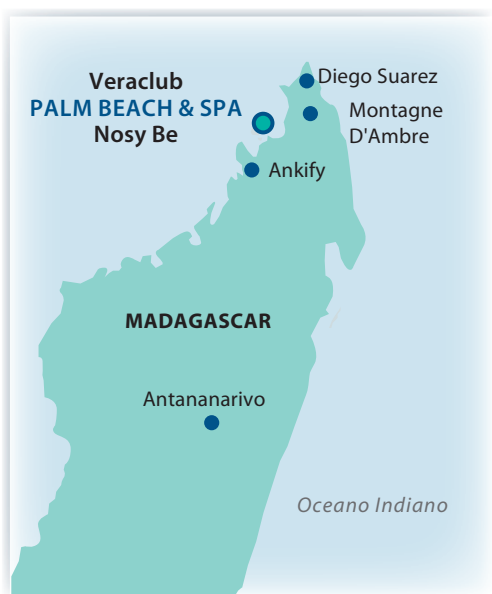 Veraclub
PALM BEACH & SPA
Nosy Be
Diego Suarez
Montagne
D'Ambre
Ankify
MADAGASCAR
Antananarivo
Oceano Indiano